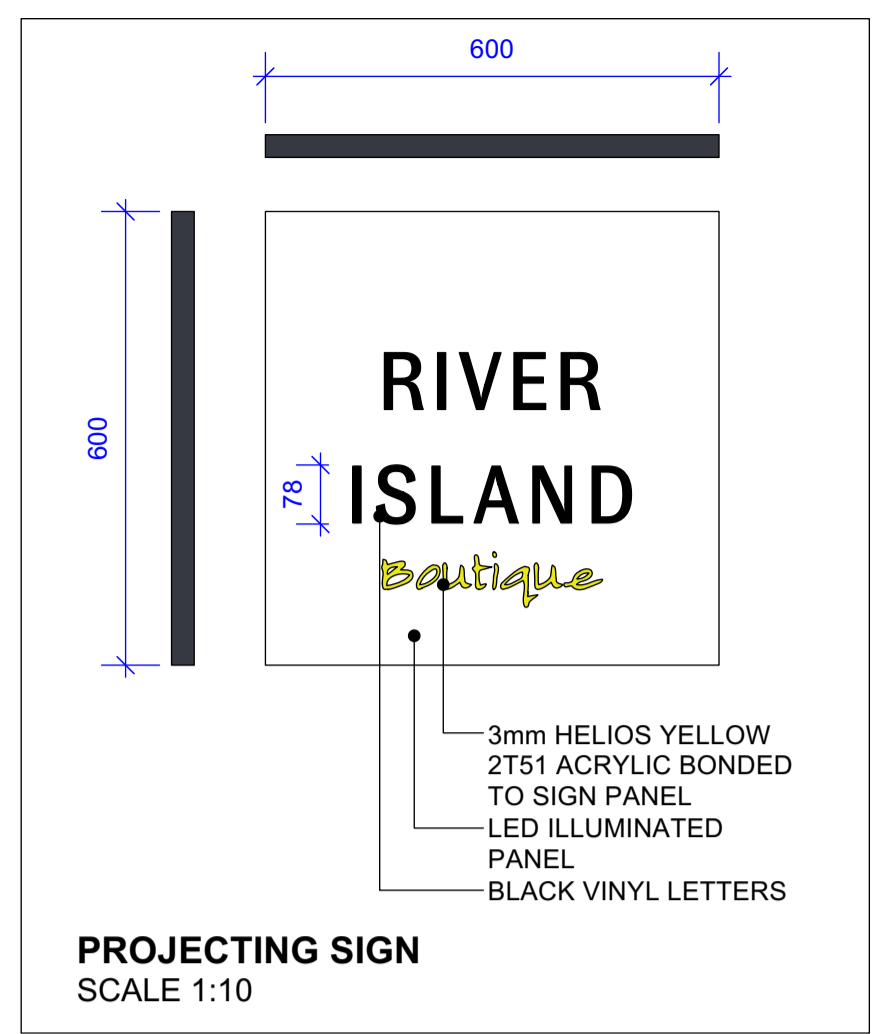 600
600
RIVER
ISLAND
78
Boutique
3mm HELIOS YELLOW
2T51 ACRYLIC BONDED
TO SIGN PANEL
LED ILLUMINATED
PANEL
BLACK VINYL LETTERS
PROJECTING SIGN
SCALE 1:10